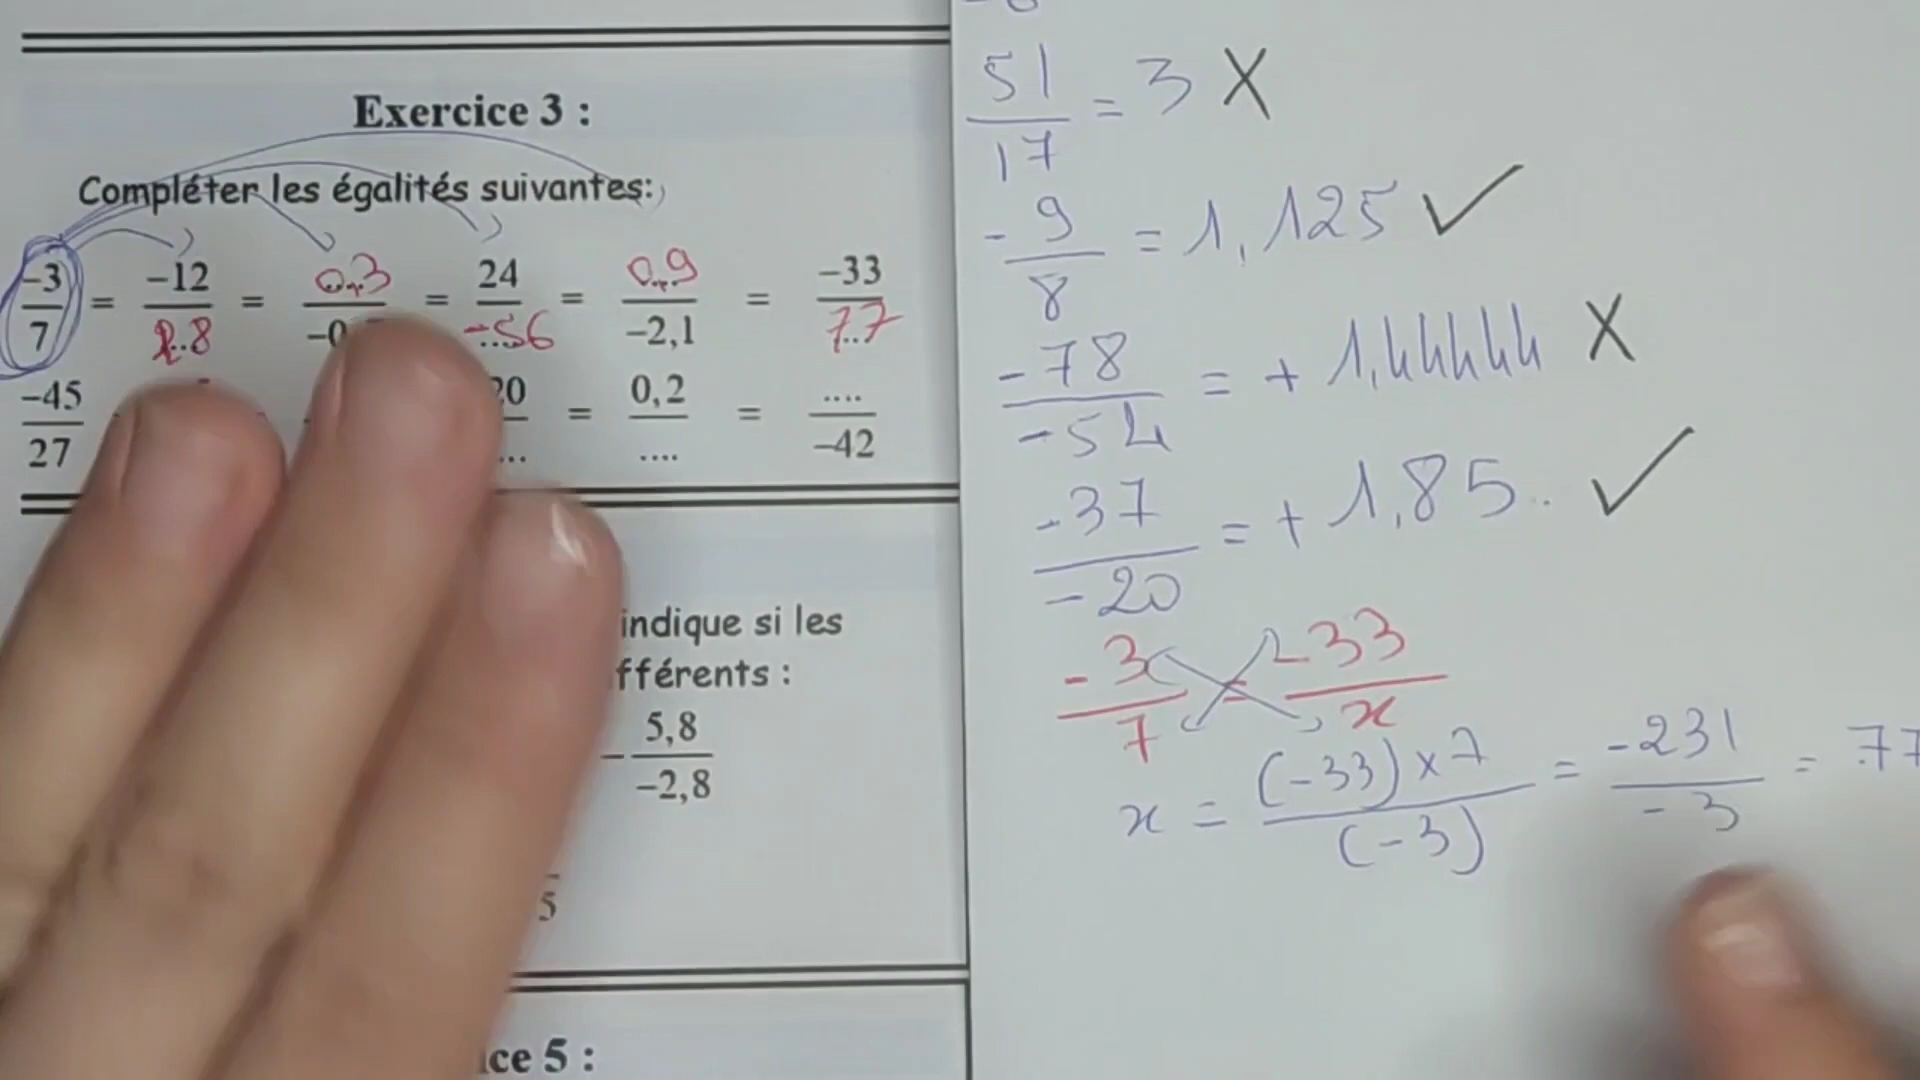 Exercice 3 :
Compléter les égalités suivantes:
-3/7 = -12/28 = 0,3/-0 = 24/-56 = 0,9/-2,1 = -33/77
-45/27 20/.... = 0,2/.... = ..../-42
indique si les
fférents :
- 5,8/-2,8
5
ce 5 :
51/17 = 3 X
- 9/8 = 1,125 ✓
-78/-54 = + 1,44444 X
-37/-20 = + 1,85.. ✓
-3/7 = -33/x
x = (-33) x 7/(-3) = -231/-3 = 77